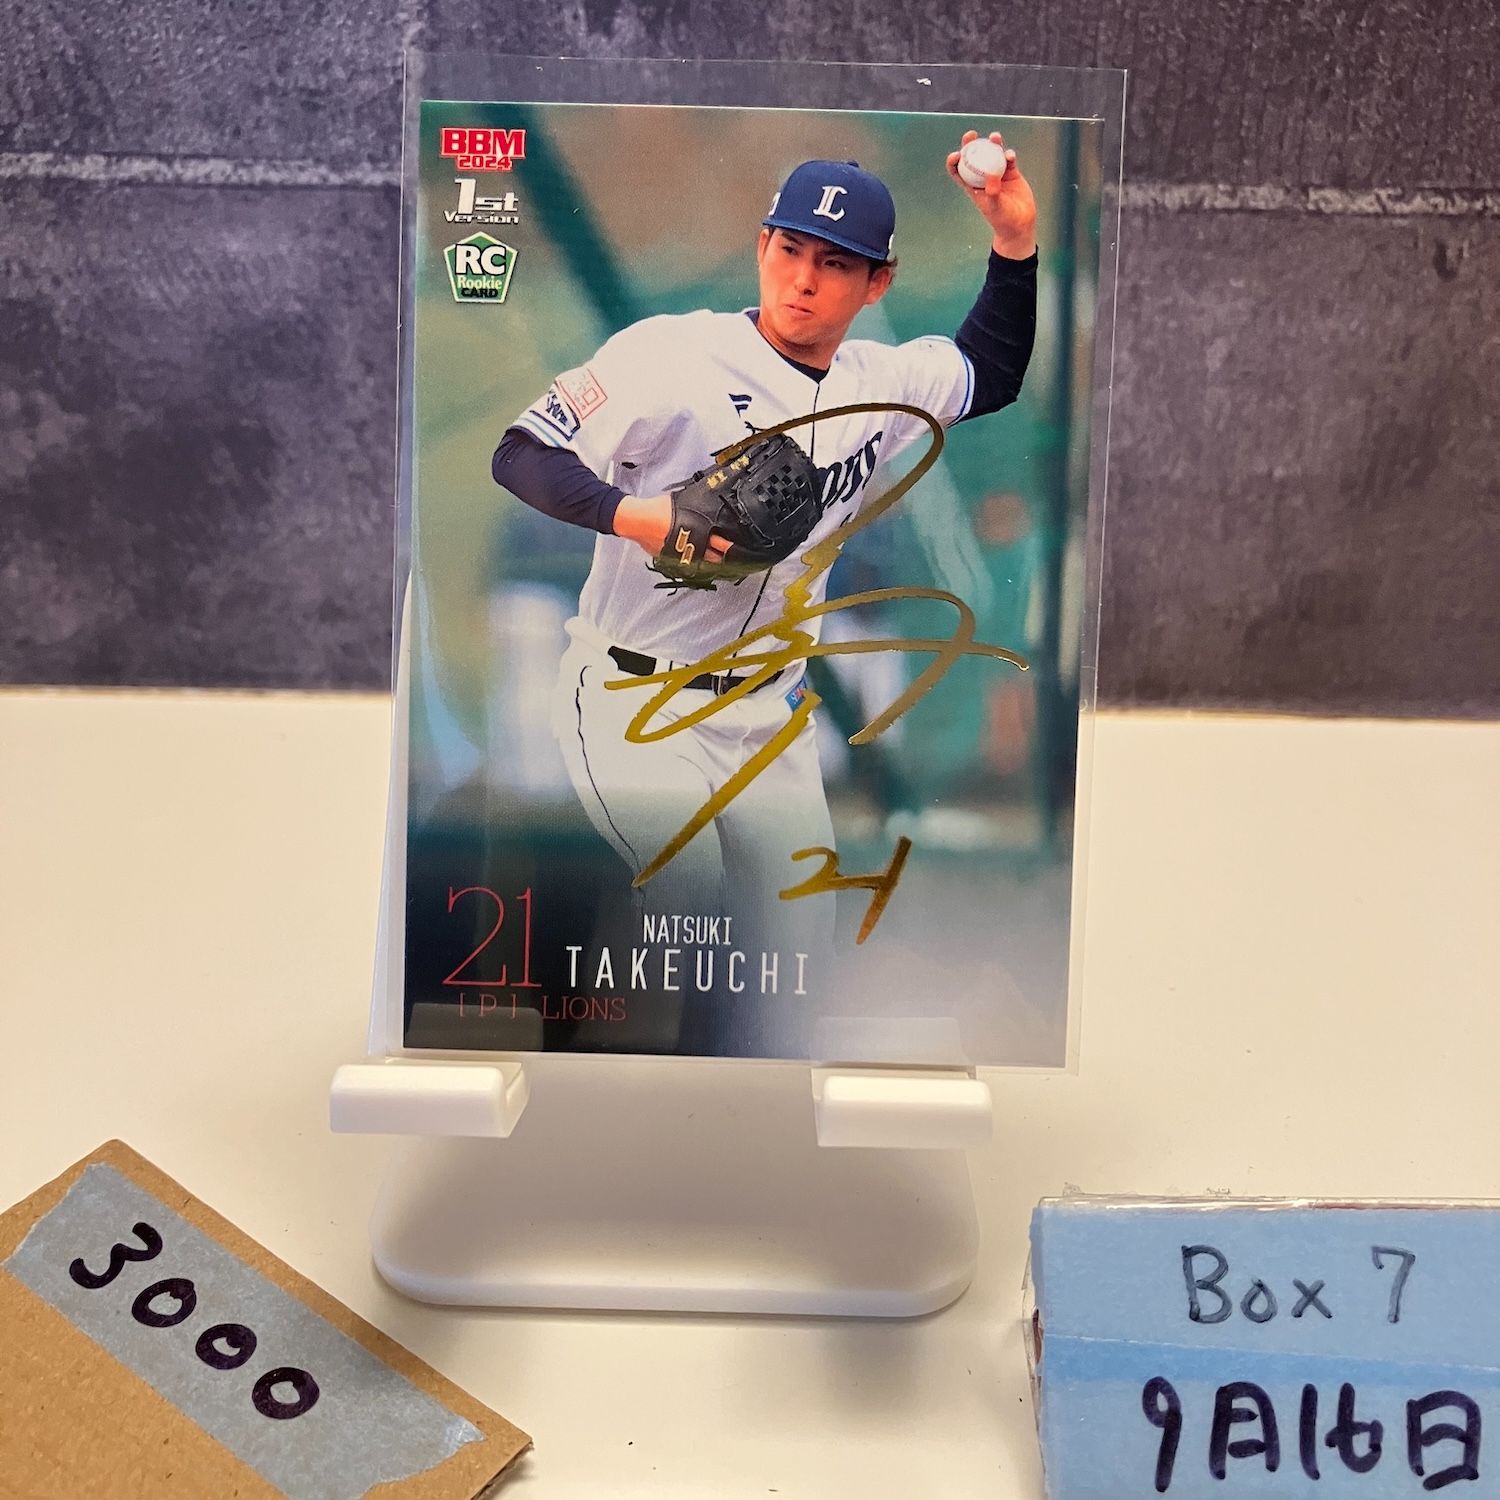 BBM
2024
1st
Version
RC
Rookie
CARD
L
21
21
NATSUKI
TAKEUCHI
[P] LIONS
3000
Box 7
9月16日